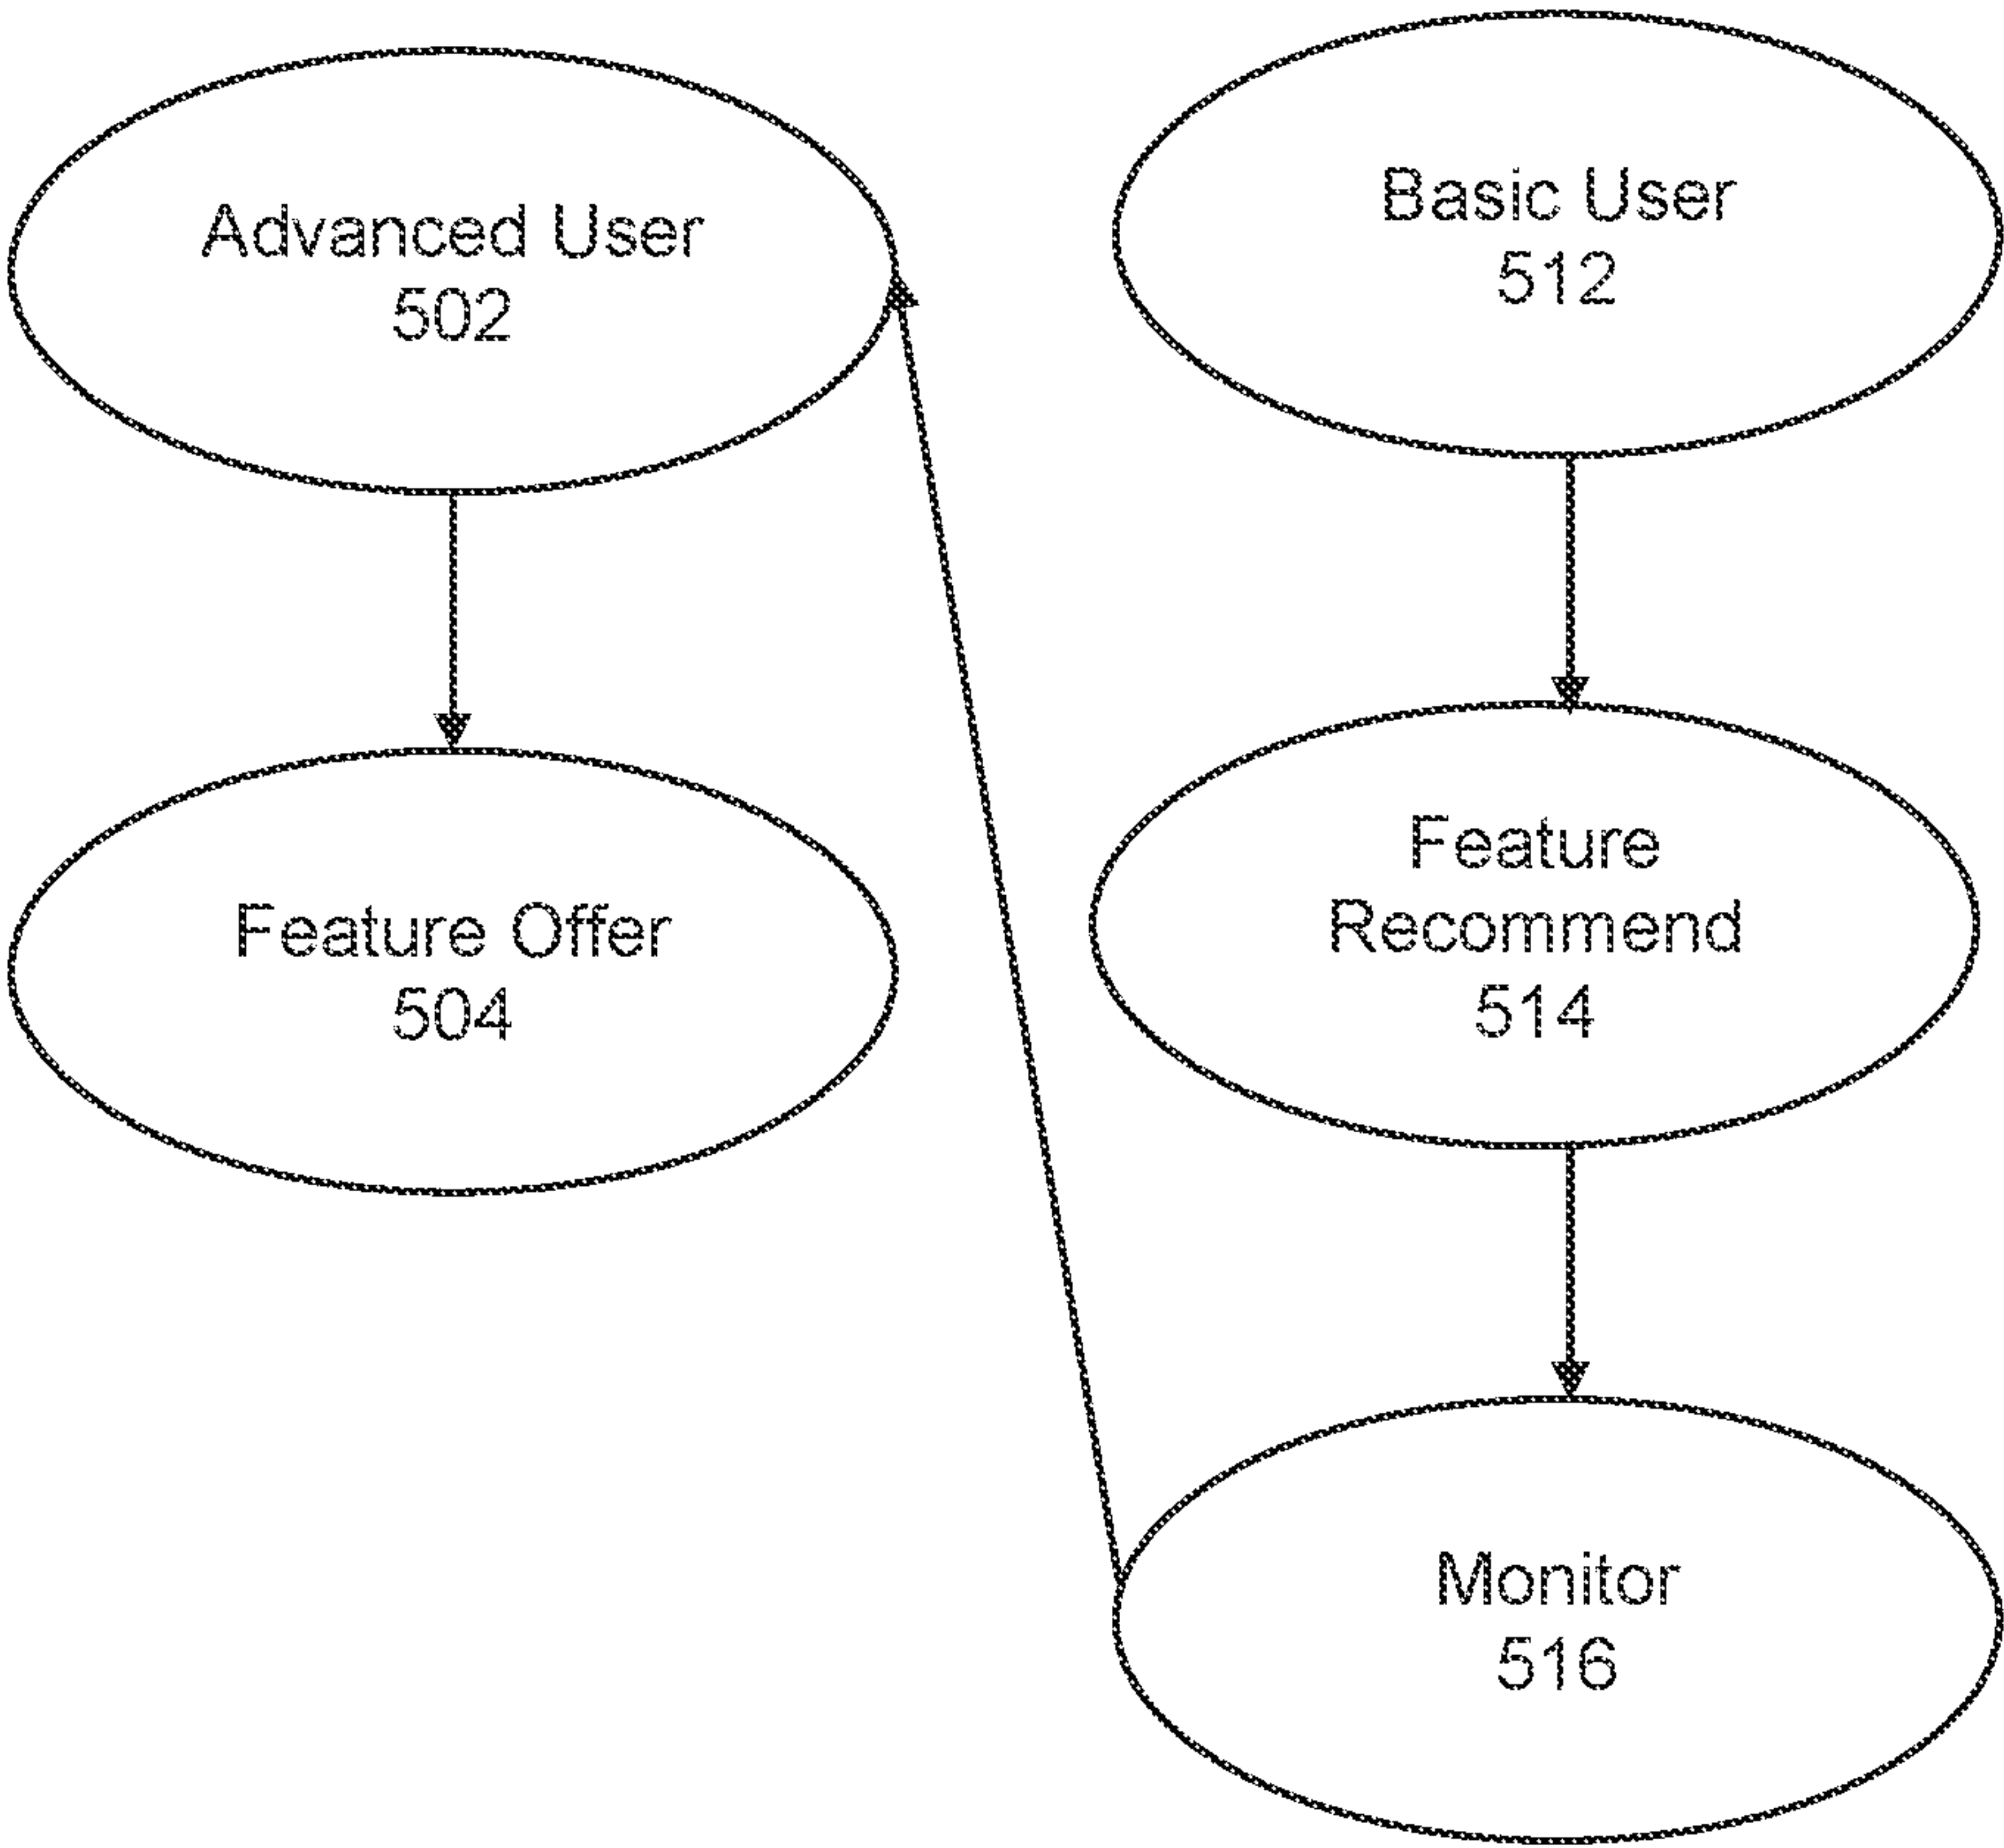 Advanced User
502
Basic User
512
Feature Offer
504
Feature
Recommend
514
Monitor
516